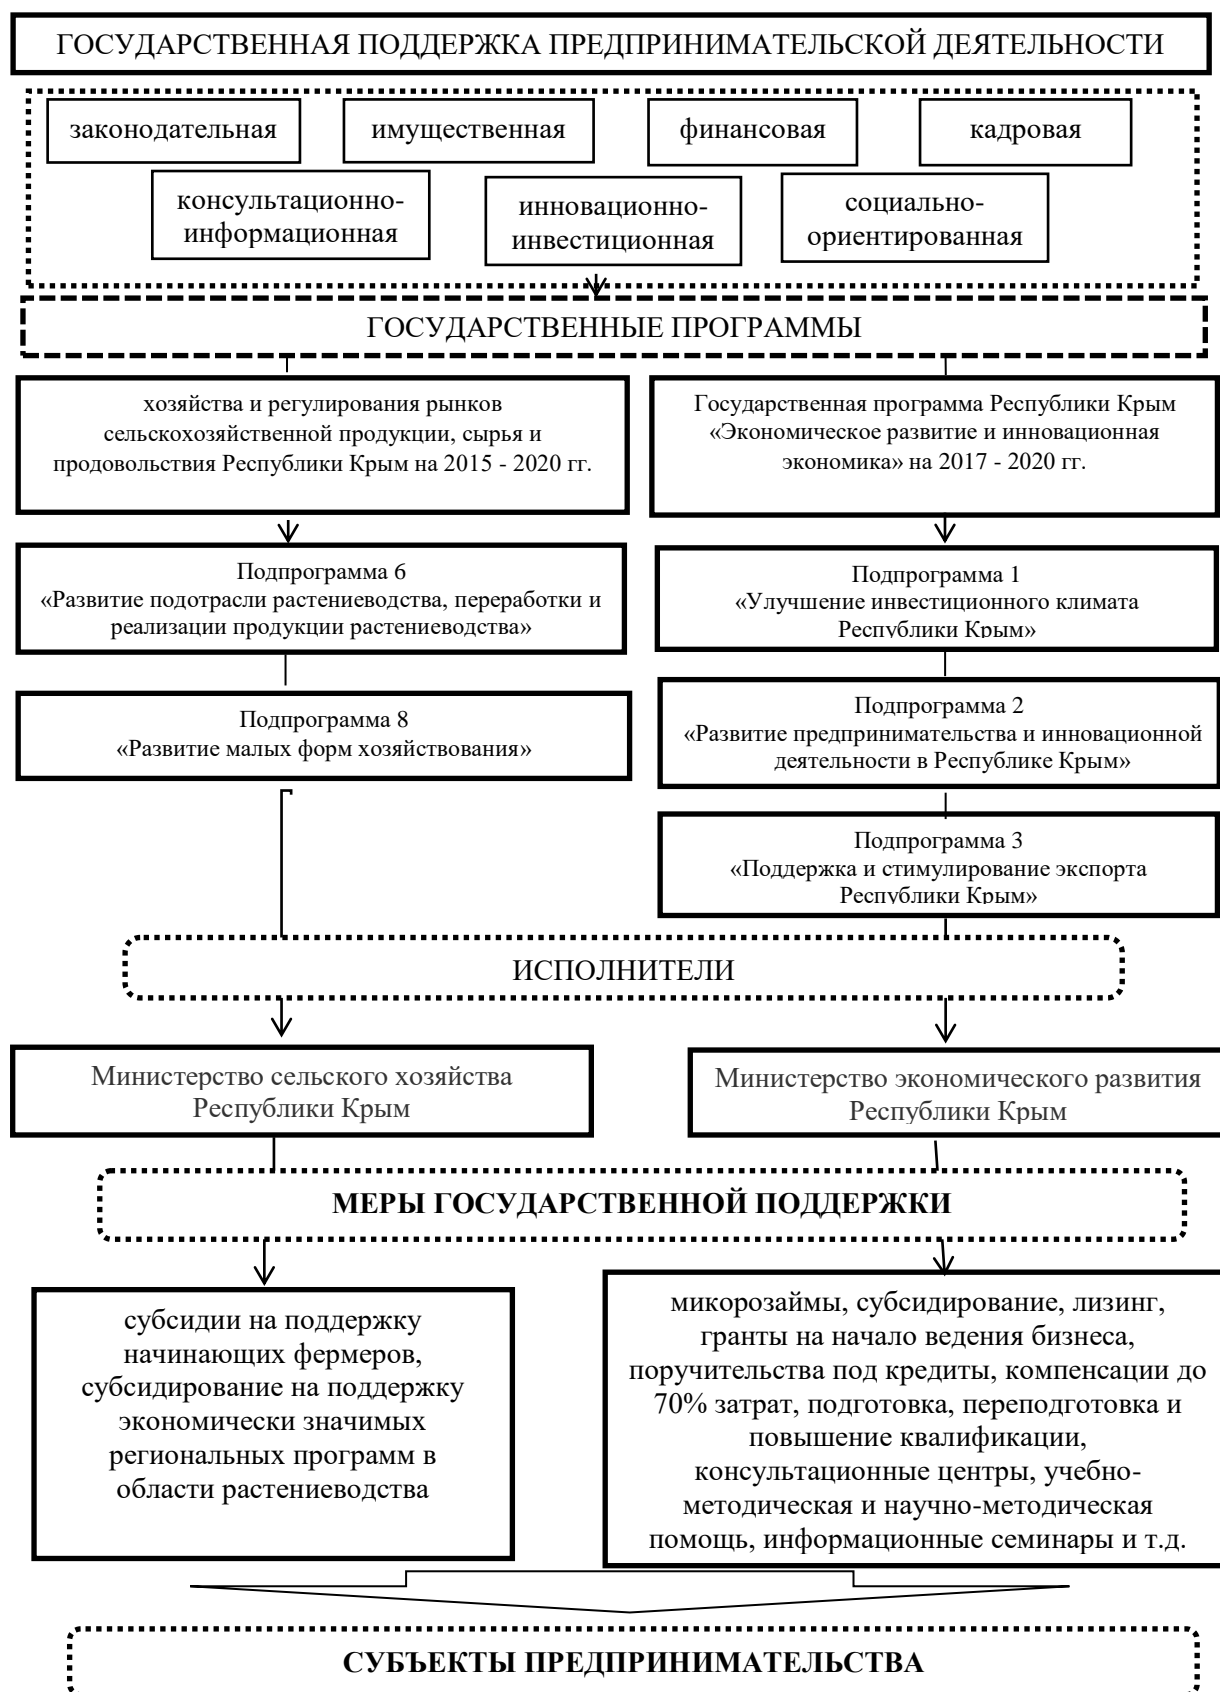 ГОСУДАРСТВЕННАЯ ПОДДЕРЖКА ПРЕДПРИНИМАТЕЛЬСКОЙ ДЕЯТЕЛЬНОСТИ
законодательная
имущественная
финансовая
кадровая
консультационно-
информационная
инновационно-
инвестиционная
социально-
ориентированная
ГОСУДАРСТВЕННЫЕ ПРОГРАММЫ
хозяйства и регулирования рынков
сельскохозяйственной продукции, сырья и
продовольствия Республики Крым на 2015 - 2020 гг.
Государственная программа Республики Крым
«Экономическое развитие и инновационная
экономика» на 2017 - 2020 гг.
Подпрограмма 6
«Развитие подотрасли растениеводства, переработки и
реализации продукции растениеводства»
Подпрограмма 1
«Улучшение инвестиционного климата
Республики Крым»
Подпрограмма 8
«Развитие малых форм хозяйствования»
Подпрограмма 2
«Развитие предпринимательства и инновационной
деятельности в Республике Крым»
Подпрограмма 3
«Поддержка и стимулирование экспорта
Республики Крым»
ИСПОЛНИТЕЛИ
Министерство сельского хозяйства
Республики Крым
Министерство экономического развития
Республики Крым
МЕРЫ ГОСУДАРСТВЕННОЙ ПОДДЕРЖКИ
субсидии на поддержку
начинающих фермеров,
субсидирование на поддержку
экономически значимых
региональных программ в
области растениеводства
микорозаймы, субсидирование, лизинг,
гранты на начало ведения бизнеса,
поручительства под кредиты, компенсации до
70% затрат, подготовка, переподготовка и
повышение квалификации,
консультационные центры, учебно-
методическая и научно-методическая
помощь, информационные семинары и т.д.
СУБЪЕКТЫ ПРЕДПРИНИМАТЕЛЬСТВА